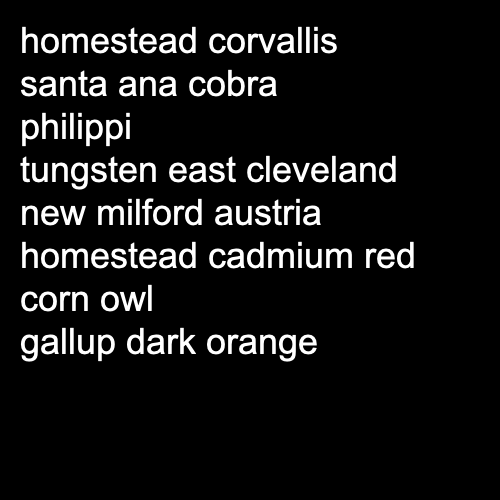 homestead corvallis
santa ana cobra
philippi
tungsten east cleveland
new milford austria
homestead cadmium red
corn owl
gallup dark orange